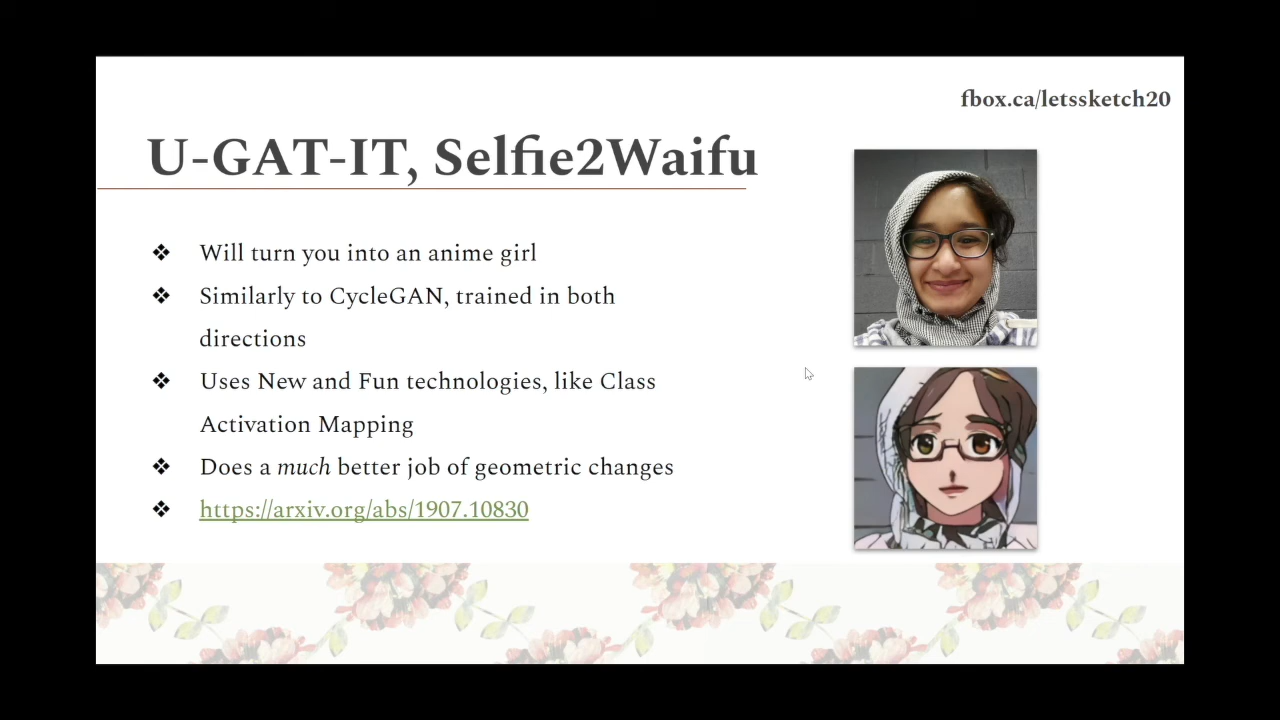 fbox.ca/letssketch20
U-GAT-IT, Selfie2Waifu
❖ Will turn you into an anime girl
❖ Similarly to CycleGAN, trained in both
directions
❖ Uses New and Fun technologies, like Class
Activation Mapping
❖ Does a much better job of geometric changes
❖ https://arxiv.org/abs/1907.10830